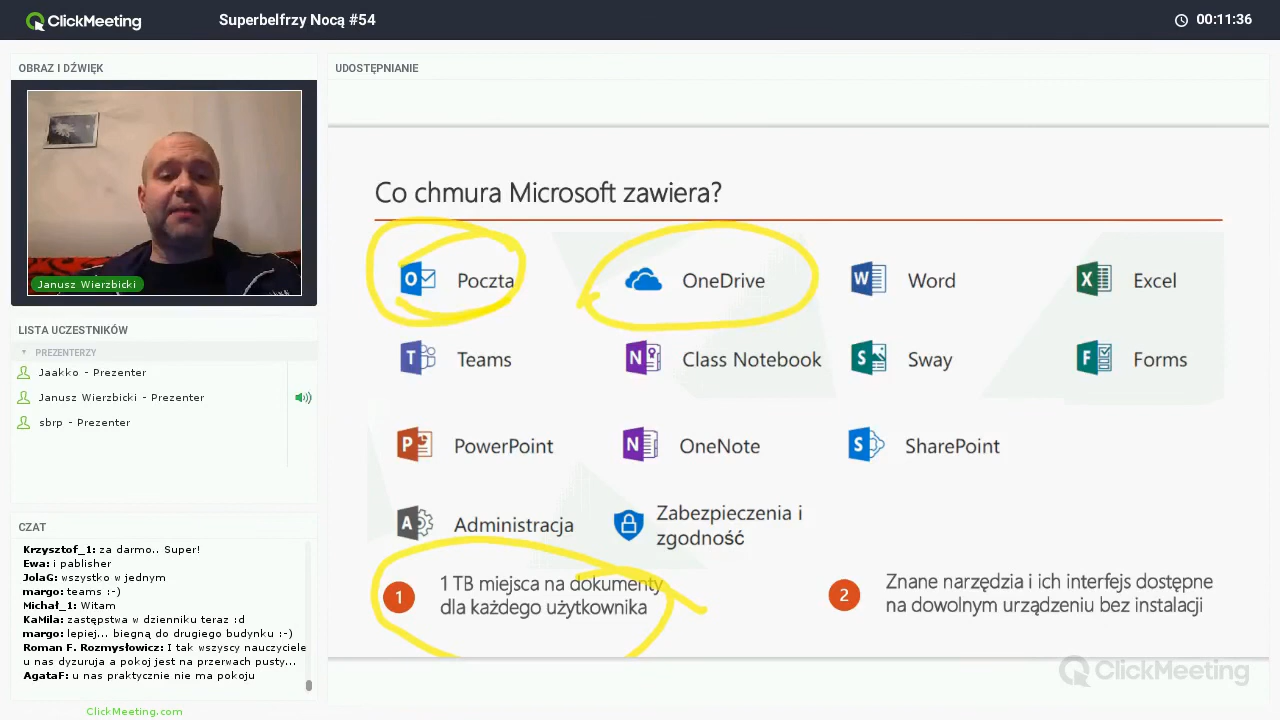 ClickMeeting
Superbelfrzy Nocą #54
00:11:36
OBRAZ I DŹWIĘK
Janusz Wierzbicki
LISTA UCZESTNIKÓW
PREZENTERZY
Jaakko - Prezenter
Janusz Wierzbicki - Prezenter
sbrp - Prezenter
CZAT
Krzysztof_1: za darmo.. Super!
Ewa: i pablisher
JolaG: wszystko w jednym
margo: teams :-)
Michał_1: Witam
KaMila: zastępstwa w dzienniku teraz :d
margo: lepiej... biegną do drugiego budynku :-)
Roman F. Rozmysłowicz: I tak wszyscy nauczyciele
u nas dyzuruja a pokoj jest na przerwach pusty...
AgataF: u nas praktycznie nie ma pokoju
ClickMeeting.com
UDOSTĘPNIANIE
Co chmura Microsoft zawiera?
Poczta
OneDrive
Word
Excel
Teams
Class Notebook
Sway
Forms
PowerPoint
OneNote
SharePoint
Administracja
Zabezpieczenia i
zgodność
1 1 TB miejsca na dokumenty
dla każdego użytkownika
2 Znane narzędzia i ich interfejs dostępne
na dowolnym urządzeniu bez instalacji
ClickMeeting